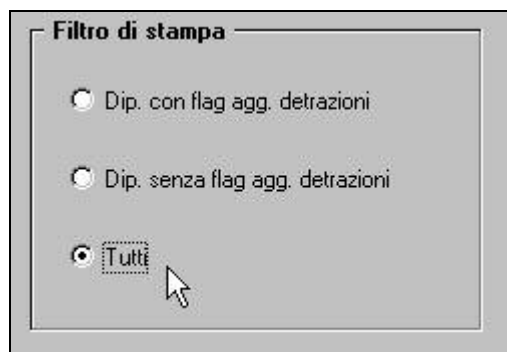 Filtro di stampa
Dip. con flag agg. detrazioni
Dip. senza flag agg. detrazioni
Tutti